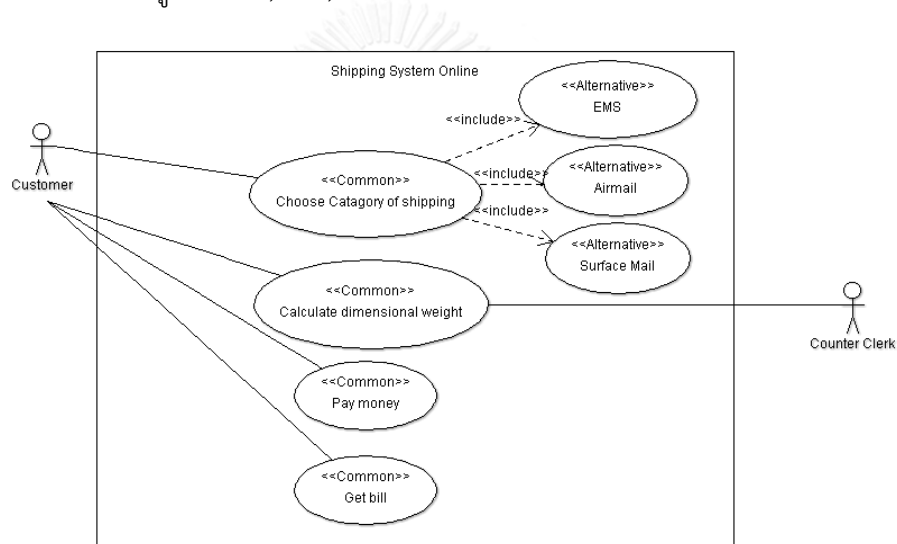 Shipping System Online
<<Alternative>>
EMS
<<include>>
<<Alternative>>
Airmail
<<include>>
<<Common>>
Choose Catagory of shipping
<<include>>
<<Alternative>>
Surface Mail
Customer
<<Common>>
Calculate dimensional weight
Counter Clerk
<<Common>>
Pay money
<<Common>>
Get bill